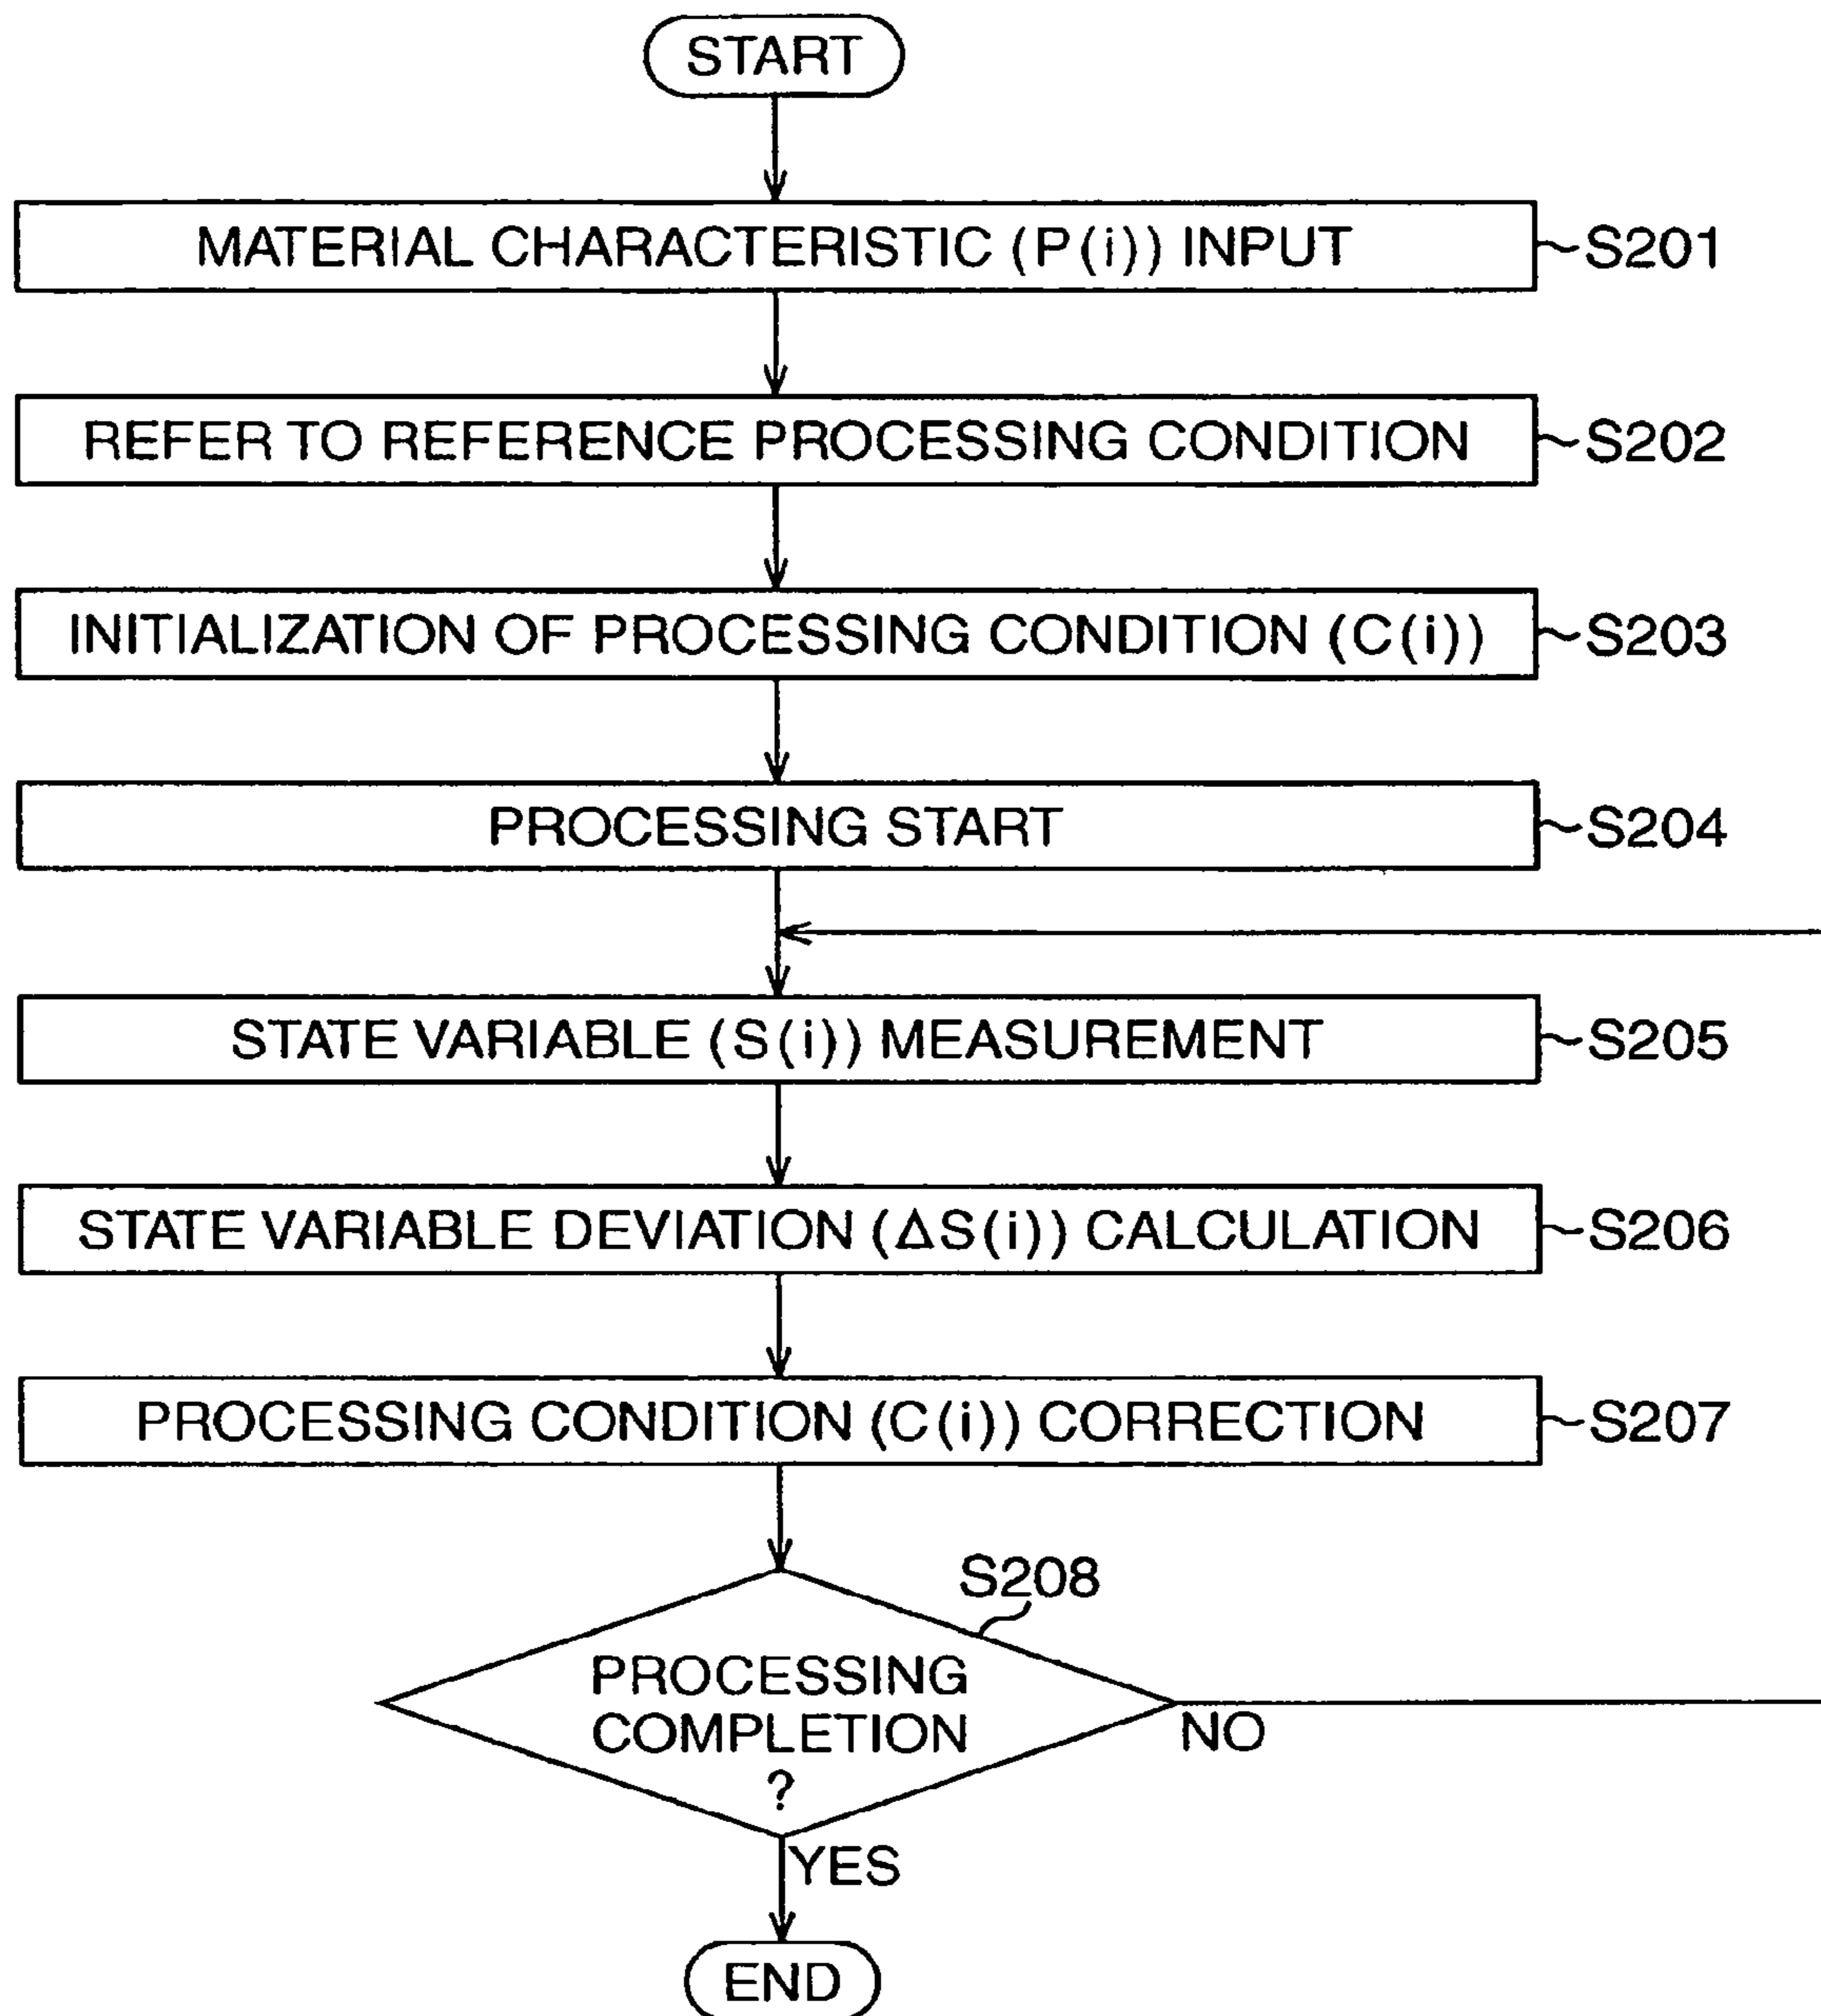 START
MATERIAL CHARACTERISTIC (P(i)) INPUT
S201
REFER TO REFERENCE PROCESSING CONDITION
S202
INITIALIZATION OF PROCESSING CONDITION (C(i))
S203
PROCESSING START
S204
STATE VARIABLE (S(i)) MEASUREMENT
S205
STATE VARIABLE DEVIATION (ΔS(i)) CALCULATION
S206
PROCESSING CONDITION (C(i)) CORRECTION
S207
S208
PROCESSING
COMPLETION
?
NO
YES
END